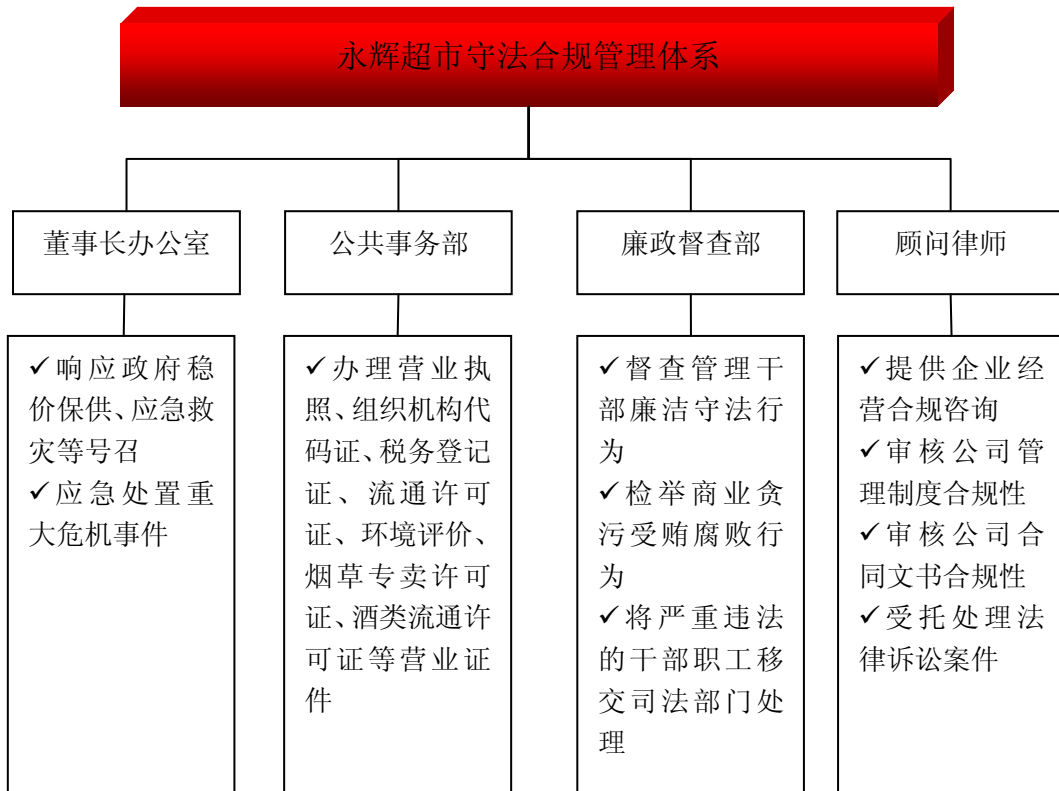 永辉超市守法合规管理体系
董事长办公室
✓响应政府稳
价保供、应急救
灾等号召
✓应急处置重
大危机事件
公共事务部
✓办理营业执
照、组织机构代
码证、税务登记
证、流通许可
证、环境评价、
烟草专卖许可
证、酒类流通许
可证等营业证
件
廉政督查部
✓督查管理干
部廉洁守法行
为
✓检举商业贪
污受贿腐败行
为
✓将严重违法
的干部职工移
交司法部门处
理
顾问律师
✓提供企业经
营合规咨询
✓审核公司管
理制度合规性
✓审核公司合
同文书合规性
✓受托处理法
律诉讼案件